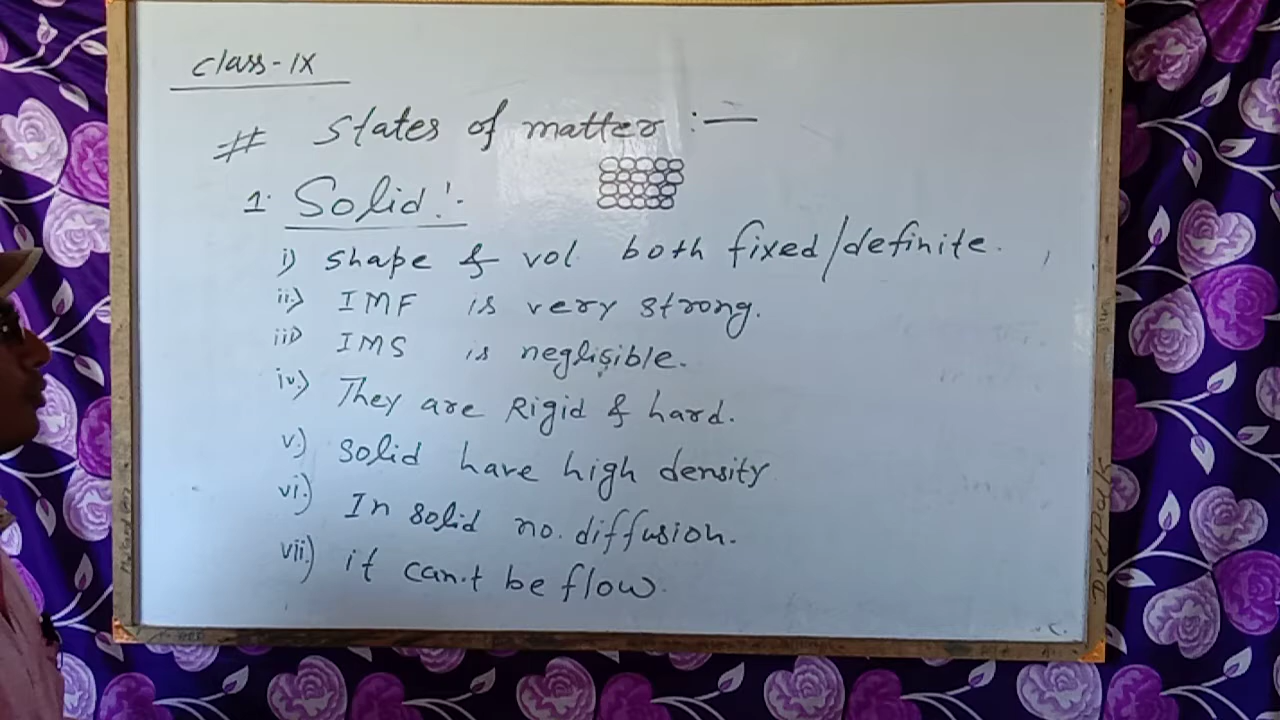 class-IX
# States of matter :-
1. Solid :-
i) shape & vol. both fixed/definite.
ii) IMF is very strong.
iii) IMS is negligible.
iv.) They are Rigid & hard.
v.) solid have high density
vi.) In solid no. diffusion.
vii.) it can.t be flow.